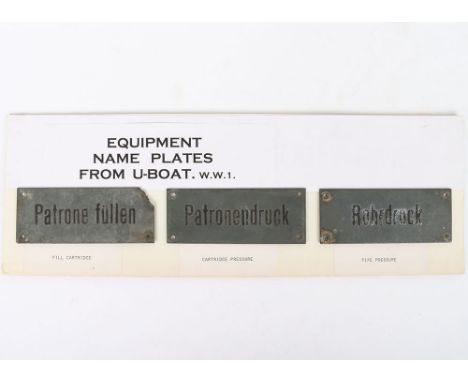 EQUIPMENT
NAME PLATES
FROM U-BOAT. W.W.1.
Patrone füllen
Patronendruck
Rohrdruck
FILL CARTRIDGE
CARTRIDGE PRESSURE
PIPE PRESSURE